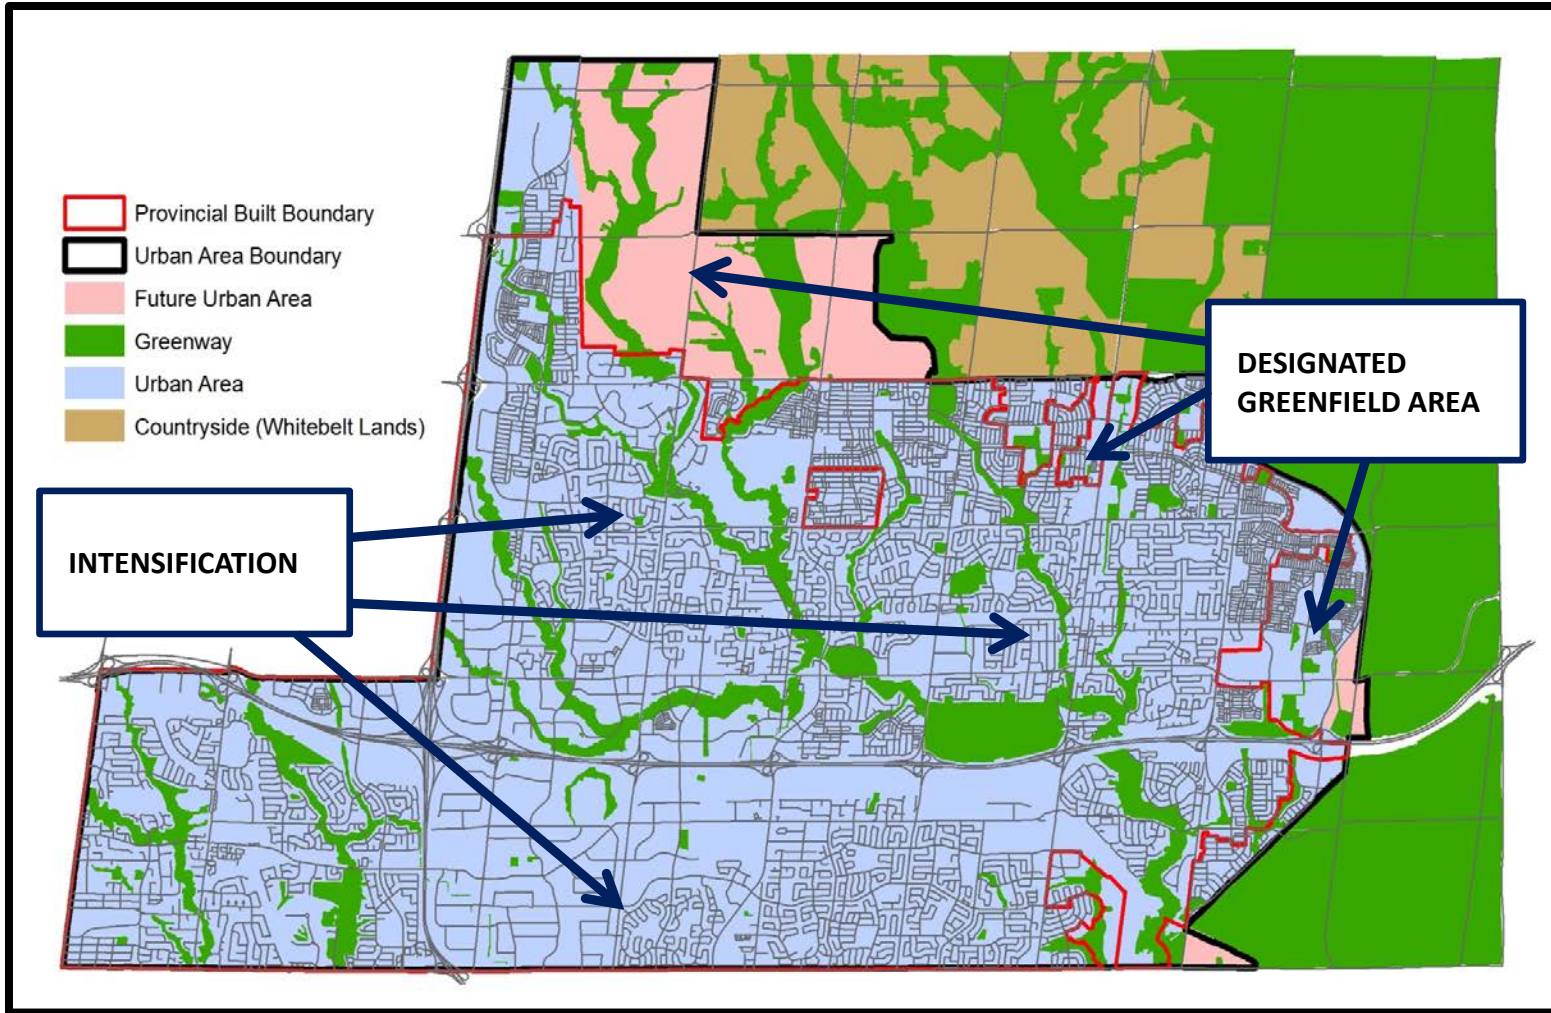 Provincial Built Boundary
Urban Area Boundary
Future Urban Area
Greenway
Urban Area
Countryside (Whitebelt Lands)
DESIGNATED
GREENFIELD AREA
INTENSIFICATION